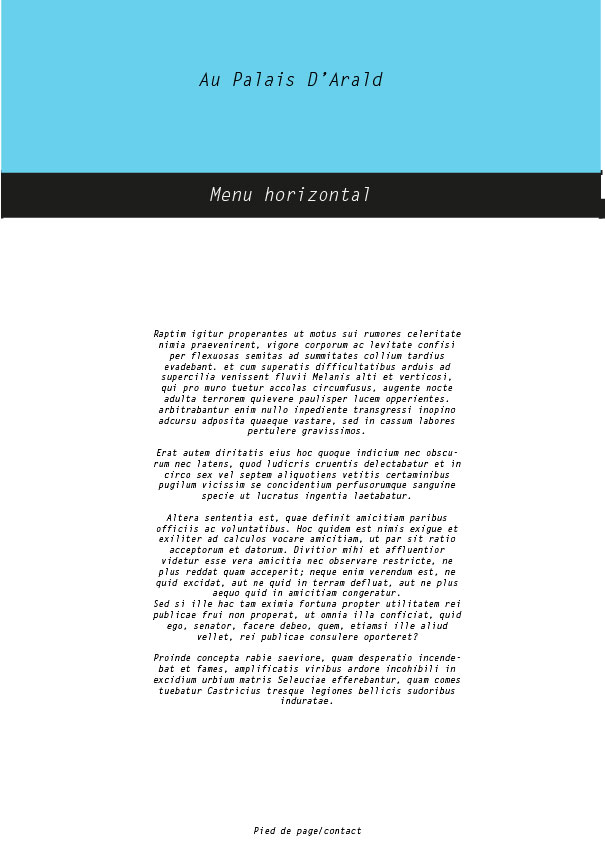 Au Palais D'Arald
Menu horizontal
Raptim igitur properantes ut motus sui rumores celeritate
nimia praevenirent, vigore corporum ac levitate confisi
per flexuosas semitas ad summitates collium tardius
evadebant. et cum superatis difficultatibus arduis ad
supercilia venissent fluvii Melanis alti et verticosi,
qui pro muro tuetur accolas circumfusus, augente nocte
adulta terrorem quievere paulisper lucem opperientes.
arbitrabantur enim nullo inpediente transgressi inopino
adcursu adposita quaeque vastare, sed in cassum labores
pertulere gravissimos.
Erat autem diritatis eius hoc quoque indicium nec obscu-
rum nec latens, quod ludicris cruentis delectabatur et in
circo sex vel septem aliquotiens vetitis certaminibus
pugilum vicissim se concidentium perfusorumque sanguine
specie ut lucratus ingentia laetabatur.
Altera sententia est, quae definit amicitiam paribus
officiis ac voluntatibus. Hoc quidem est nimis exigue et
exiliter ad calculos vocare amicitiam, ut par sit ratio
acceptorum et datorum. Divitior mihi et affluentior
videtur esse vera amicitia nec observare restricte, ne
plus reddat quam acceperit; neque enim verendum est, ne
quid excidat, aut ne quid in terram defluat, aut ne plus
aequo quid in amicitiam congeratur.
Sed si ille hac tam eximia fortuna propter utilitatem rei
publicae frui non properat, ut omnia illa conficiat, quid
ego, senator, facere debeo, quem, etiamsi ille aliud
vellet, rei publicae consulere oporteret?
Proinde concepta rabie saeviore, quam desperatio incende-
bat et fames, amplificatis viribus ardore incohibili in
excidium urbium matris Seleuciae efferebantur, quam comes
tuebatur Castricius tresque legiones bellicis sudoribus
induratae.
Pied de page/contact